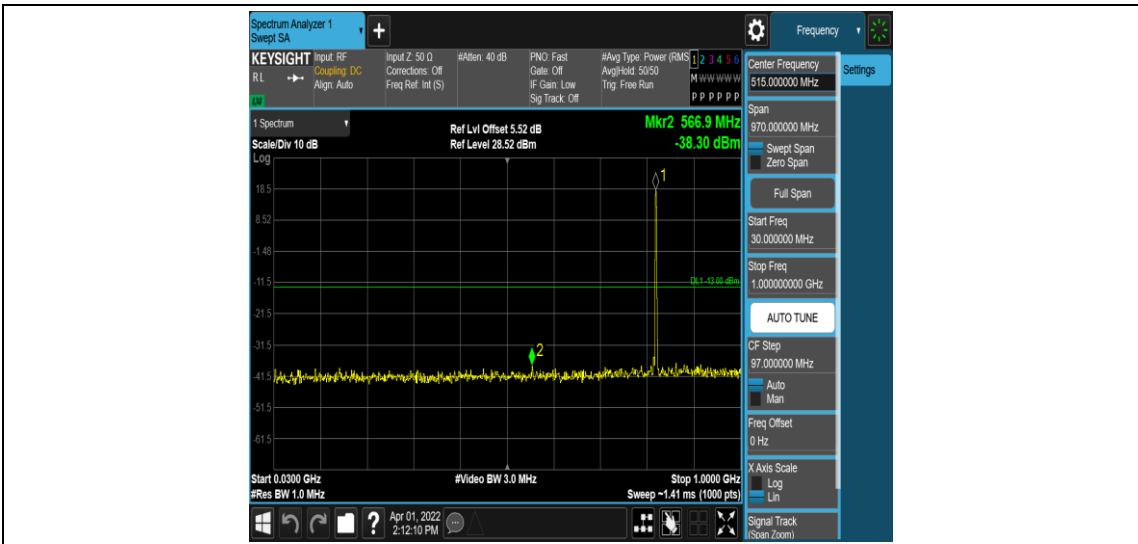 Spectrum Analyzer 1
Swept SA
+
Frequency
KEYSIGHT
RL
LXI
Input: RF
Coupling: DC
Align: Auto
Input Z: 50 Ω
Corrections: Off
Freq Ref: Int (S)
#Atten: 40 dB
PNO: Fast
Gate: Off
IF Gain: Low
Sig Track: Off
#Avg Type: Power (RMS
Avg|Hold: 50/50
Trig: Free Run
1 2 3 4 5 6
M W W W W W
P P P P P P
Center Frequency
515.000000 MHz
Settings
1 Spectrum
Scale/Div 10 dB
Log
Ref Lvl Offset 5.52 dB
Ref Level 28.52 dBm
Mkr2 566.9 MHz
-38.30 dBm
18.5
8.52
-1.48
-11.5
-21.5
-31.5
-41.5
-51.5
-61.5
1
DL1 -13.00 dBm
2
Span
970.000000 MHz
Swept Span
Zero Span
Full Span
Start Freq
30.000000 MHz
Stop Freq
1.000000000 GHz
AUTO TUNE
CF Step
97.000000 MHz
Auto
Man
Freq Offset
0 Hz
X Axis Scale
Log
Lin
Signal Track
(Span Zoom)
Start 0.0300 GHz
#Res BW 1.0 MHz
#Video BW 3.0 MHz
Stop 1.0000 GHz
Sweep ~1.41 ms (1000 pts)
?
Apr 01, 2022
2:12:10 PM